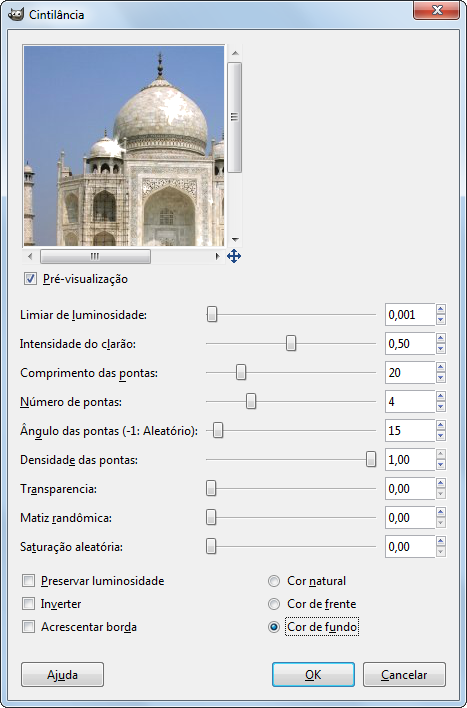 Cintilância
Pré-visualização
Limiar de luminosidade: 0,001
Intensidade do clarão: 0,50
Comprimento das pontas: 20
Número de pontas: 4
Ângulo das pontas (-1: Aleatório): 15
Densidade das pontas: 1,00
Transparencia: 0,00
Matiz randômica: 0,00
Saturação aleatória: 0,00
Preservar luminosidade Cor natural
Inverter Cor de frente
Acrescentar borda Cor de fundo
Ajuda OK Cancelar